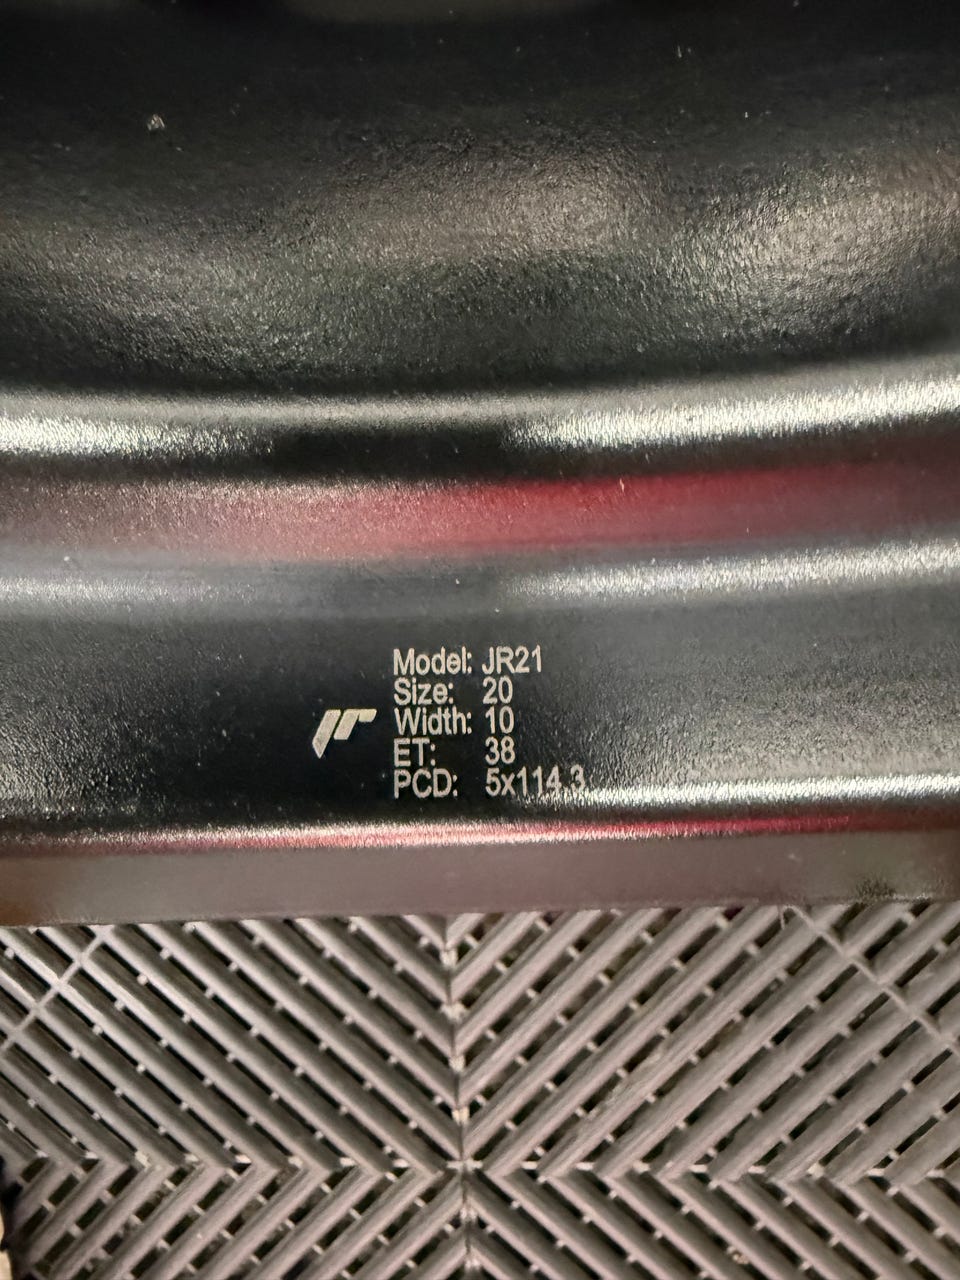 Model: JR21
Size: 20
Width: 10
ET: 38
PCD: 5x114.3